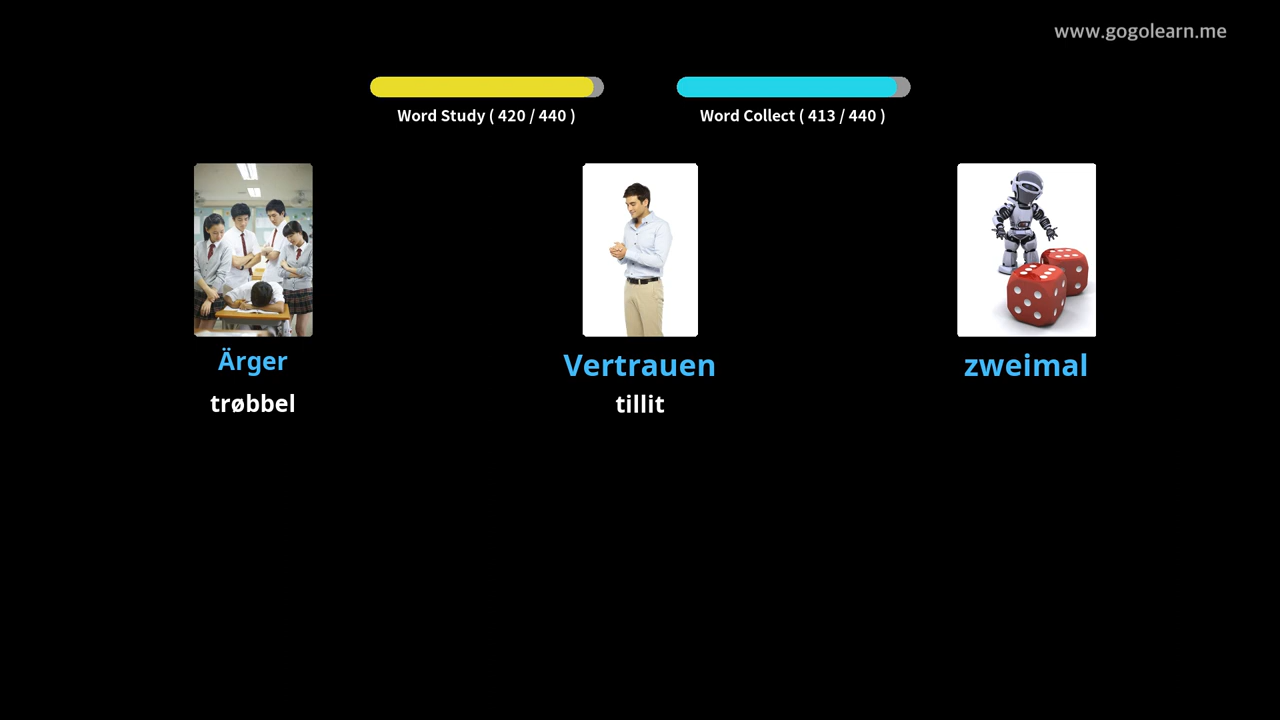 www.gogolearn.me
Word Study ( 420 / 440 )
Word Collect ( 413 / 440 )
Ärger
Vertrauen
zweimal
trøbbel
tillit